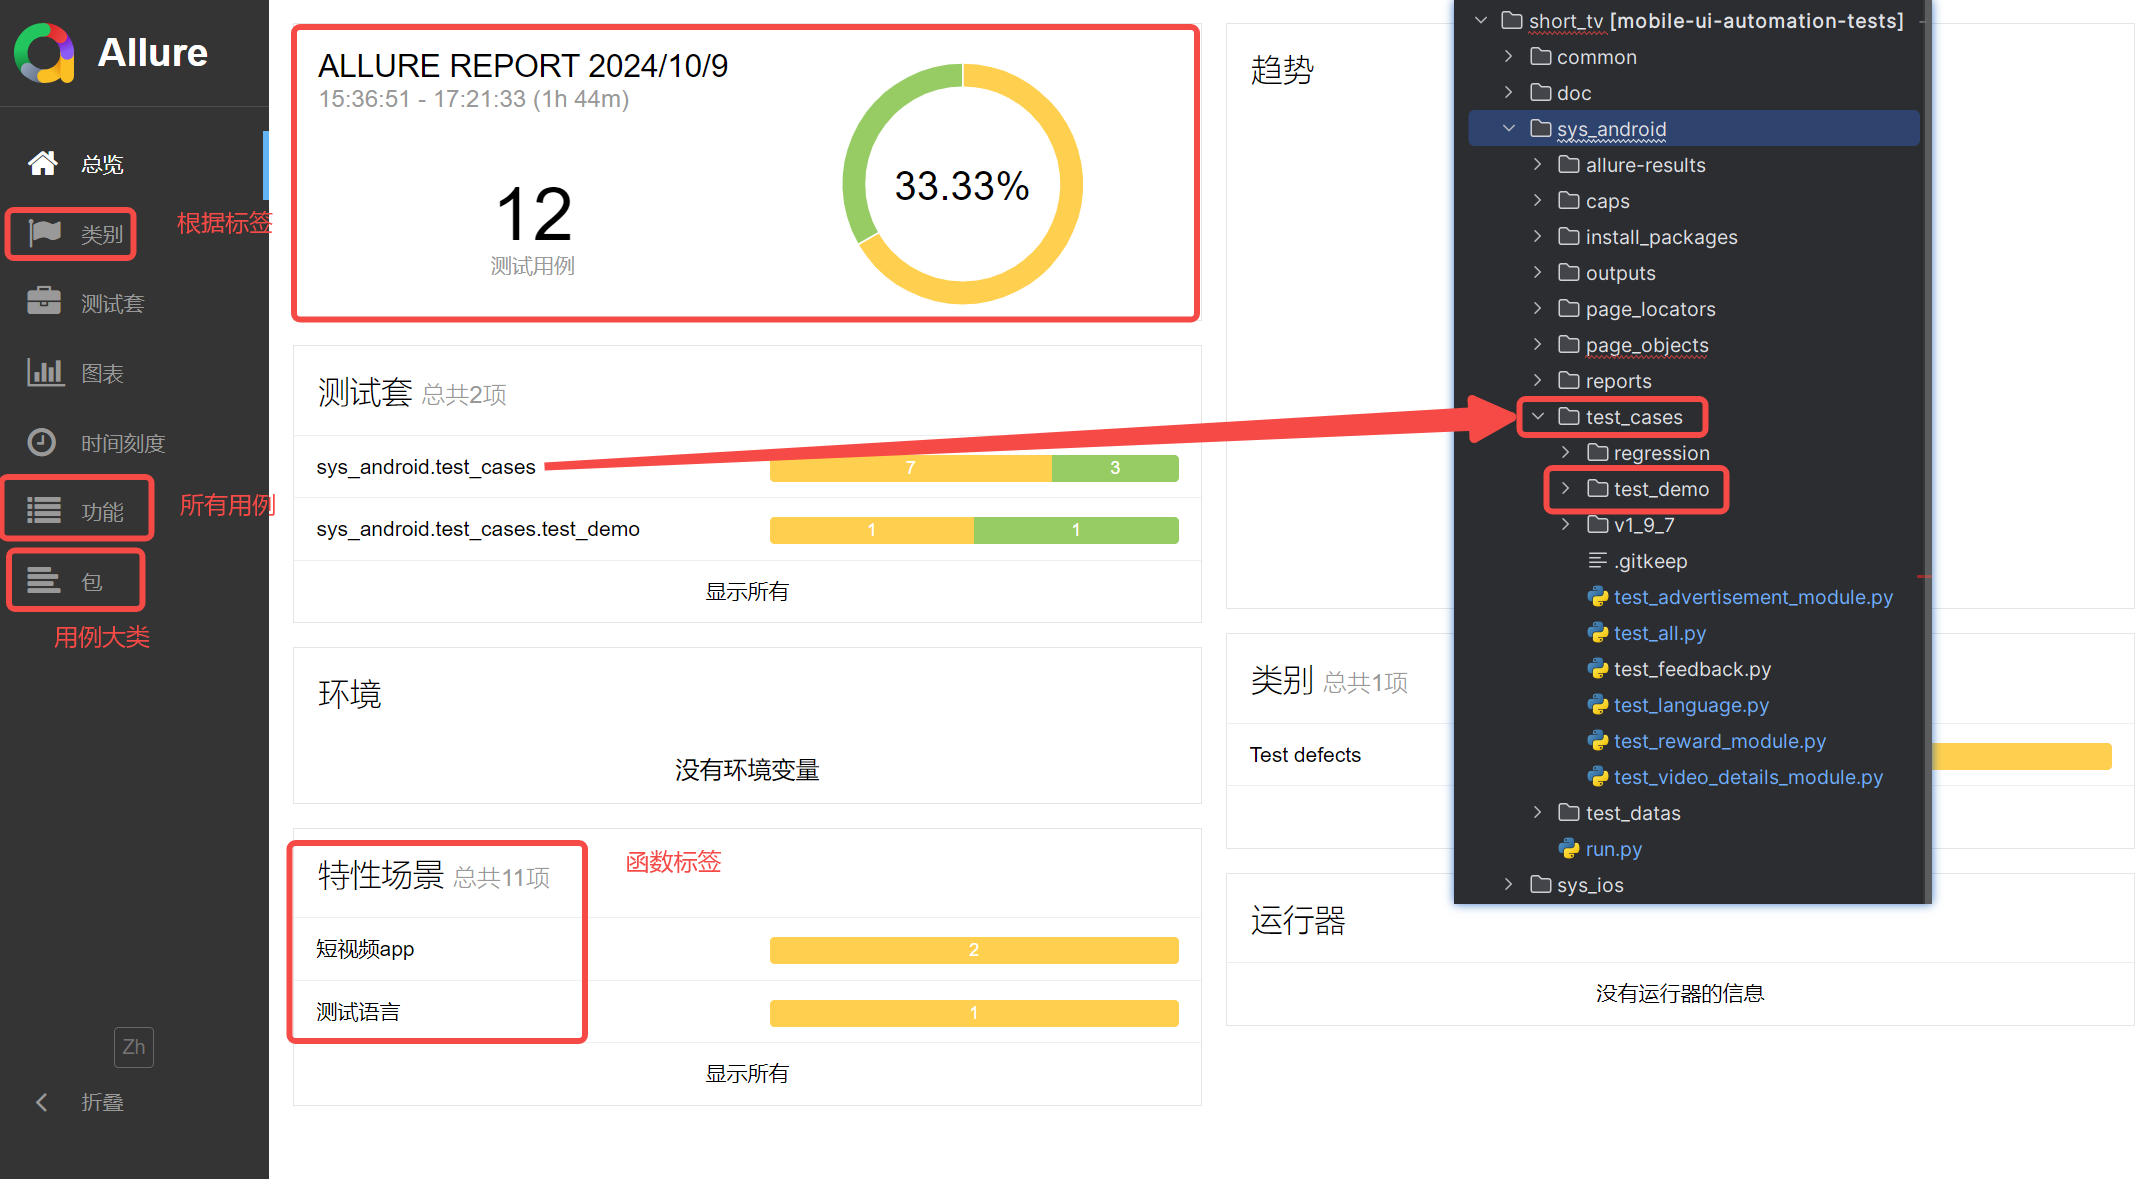 Allure
总览
类别
根据标签
测试套
图表
时间刻度
功能
所有用例
包
用例大类
Zh
折叠
ALLURE REPORT 2024/10/9
15:36:51 - 17:21:33 (1h 44m)
12
测试用例
33.33%
测试套 总共2项
sys_android.test_cases
7
3
sys_android.test_cases.test_demo
1
1
显示所有
环境
没有环境变量
特性场景 总共11项
函数标签
短视频app
2
测试语言
1
显示所有
趋势
类别 总共1项
Test defects
运行器
没有运行器的信息
short_tv [mobile-ui-automation-tests]
common
doc
sys_android
allure-results
caps
install_packages
outputs
page_locators
page_objects
reports
test_cases
regression
test_demo
v1_9_7
.gitkeep
test_advertisement_module.py
test_all.py
test_feedback.py
test_language.py
test_reward_module.py
test_video_details_module.py
test_datas
run.py
sys_ios